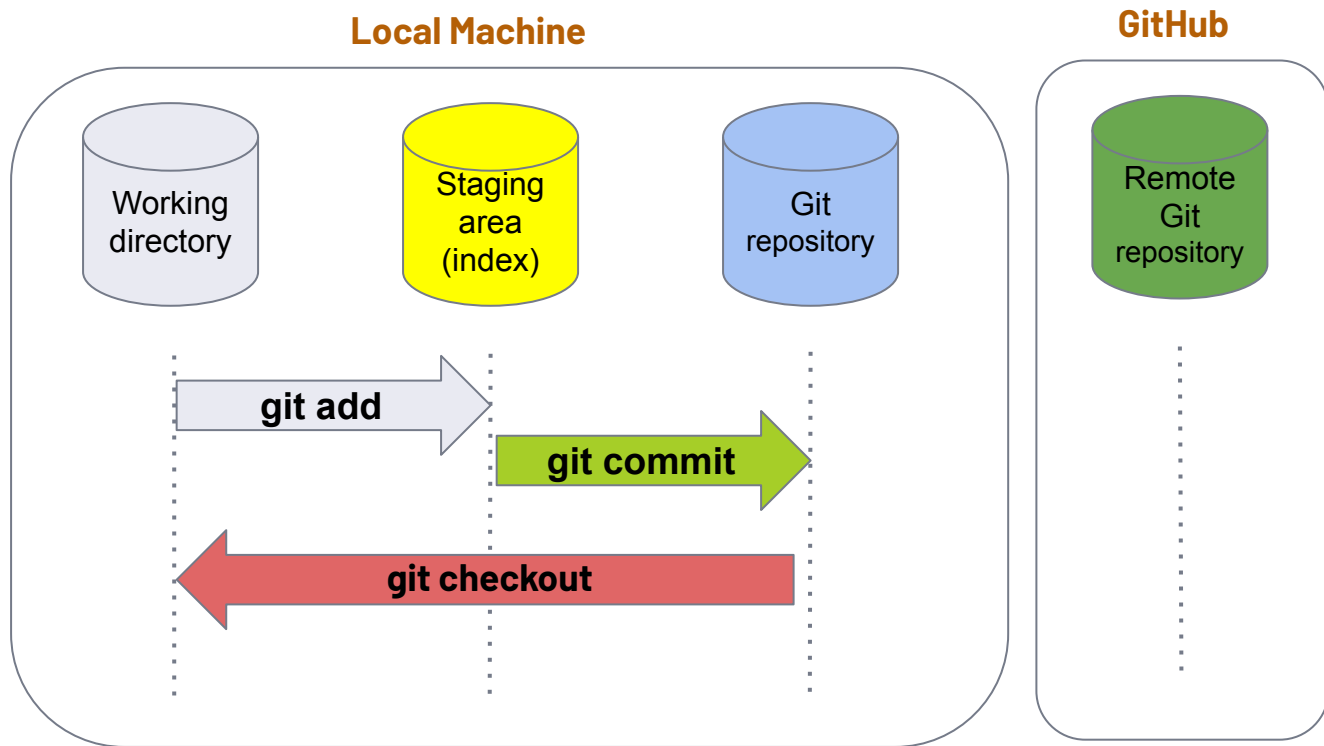 Local Machine
GitHub
Working
directory
Staging
area
(index)
Git
repository
Remote
Git
repository
git add
git commit
git checkout